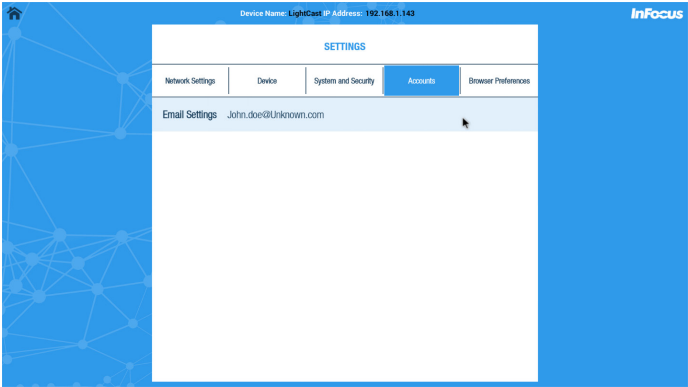 Device Name: LightCast IP Address: 192.168.1.143
InFocus
SETTINGS
Network Settings Device System and Security Accounts Browser Preferences
Email Settings John.doe@Unknown.com